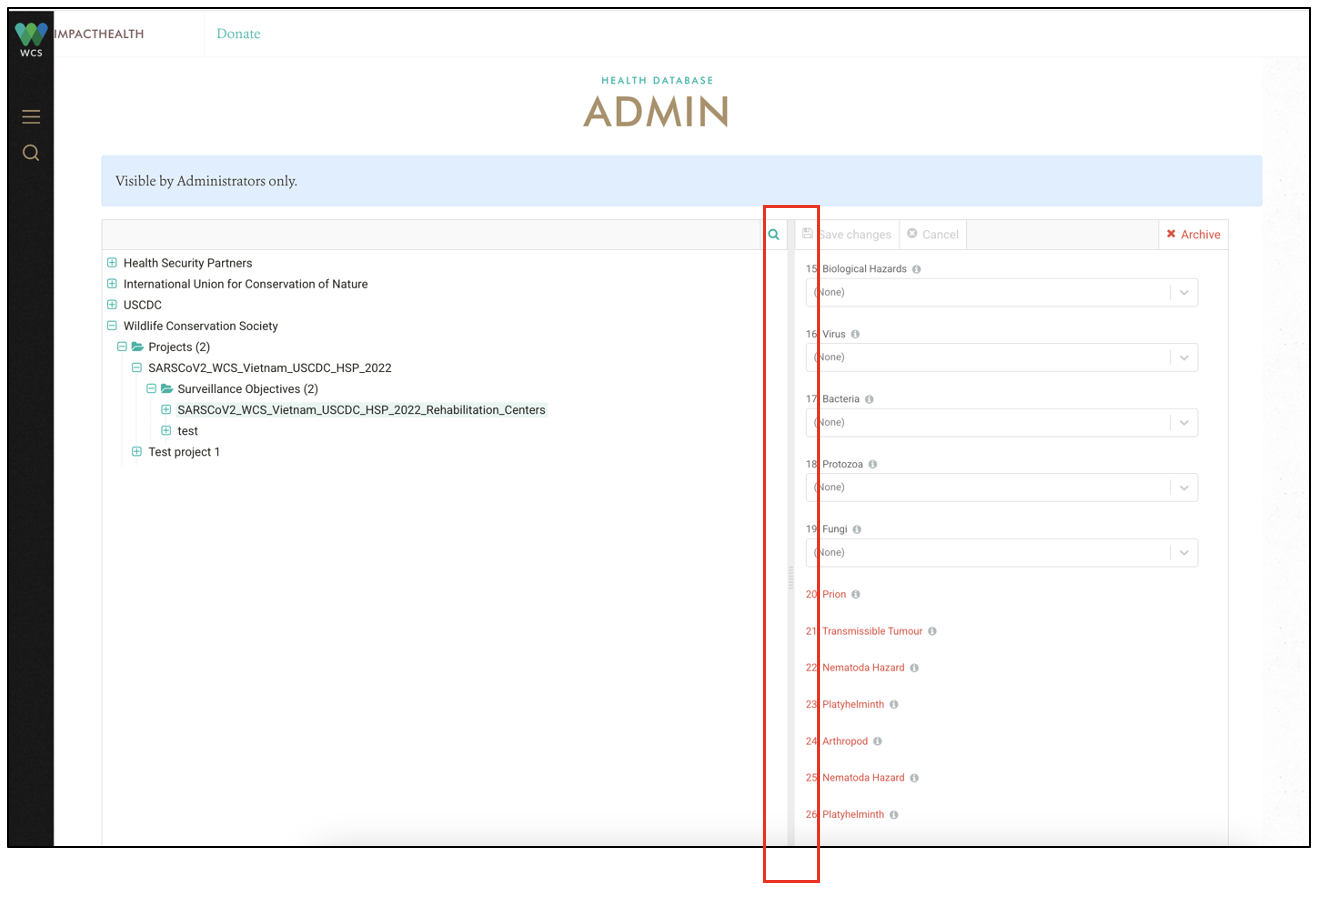 WCS
IMPACTHEALTH
Donate
HEALTH DATABASE
ADMIN
Visible by Administrators only.
Save changes
Cancel
Archive
Health Security Partners
International Union for Conservation of Nature
USCDC
Wildlife Conservation Society
Projects (2)
SARSCoV2_WCS_Vietnam_USCDC_HSP_2022
Surveillance Objectives (2)
SARSCoV2_WCS_Vietnam_USCDC_HSP_2022_Rehabilitation_Centers
test
Test project 1
15. Biological Hazards
(None)
16. Virus
(None)
17. Bacteria
(None)
18. Protozoa
(None)
19. Fungi
(None)
20. Prion
21. Transmissible Tumour
22. Nematoda Hazard
23. Platyhelminth
24. Arthropod
25. Nematoda Hazard
26. Platyhelminth